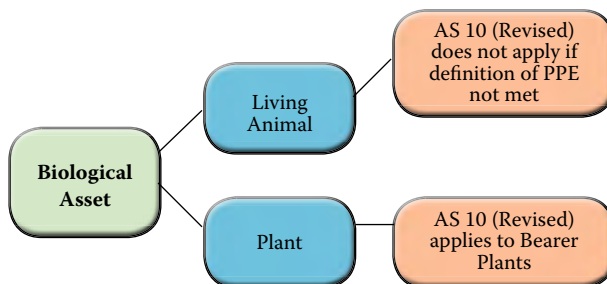 Biological
Asset
Living
Animal
AS 10 (Revised)
does not apply if
definition of PPE
not met
Plant
AS 10 (Revised)
applies to Bearer
Plants